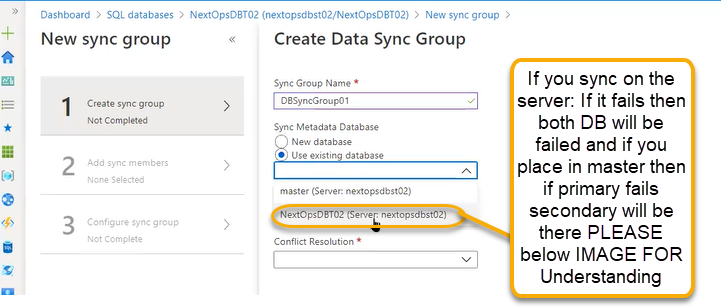 Dashboard > SQL databases > NextOpsDBT02 (nextopsdbst02/NextOpsDBT02) > New sync group
New sync group
«
1
Create sync group
Not Completed
2
Add sync members
None Selected
3
Configure sync group
Not Complete
Create Data Sync Group
Sync Group Name *
DBSyncGroup01
Sync Metadata Database
New database
Use existing database
master (Server: nextopsdbst02)
NextOpsDBT02 (Server: nextopsdbst02)
Conflict Resolution *
If you sync on the
server: If it fails then
both DB will be
failed and if you
place in master then
if primary fails
secondary will be
there PLEASE
below IMAGE FOR
Understanding